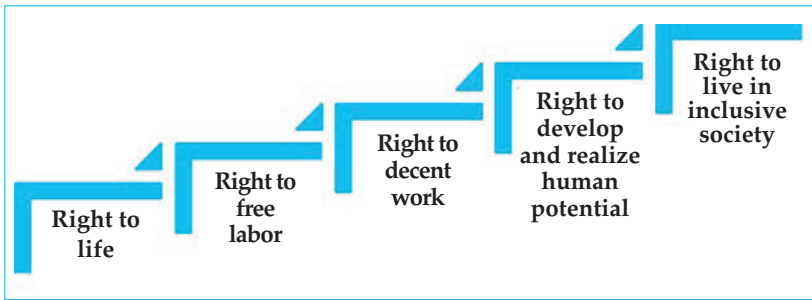 Right to
life
Right to
free
labor
Right to
decent
work
Right to
develop
and realize
human
potential
Right to
live in
inclusive
society